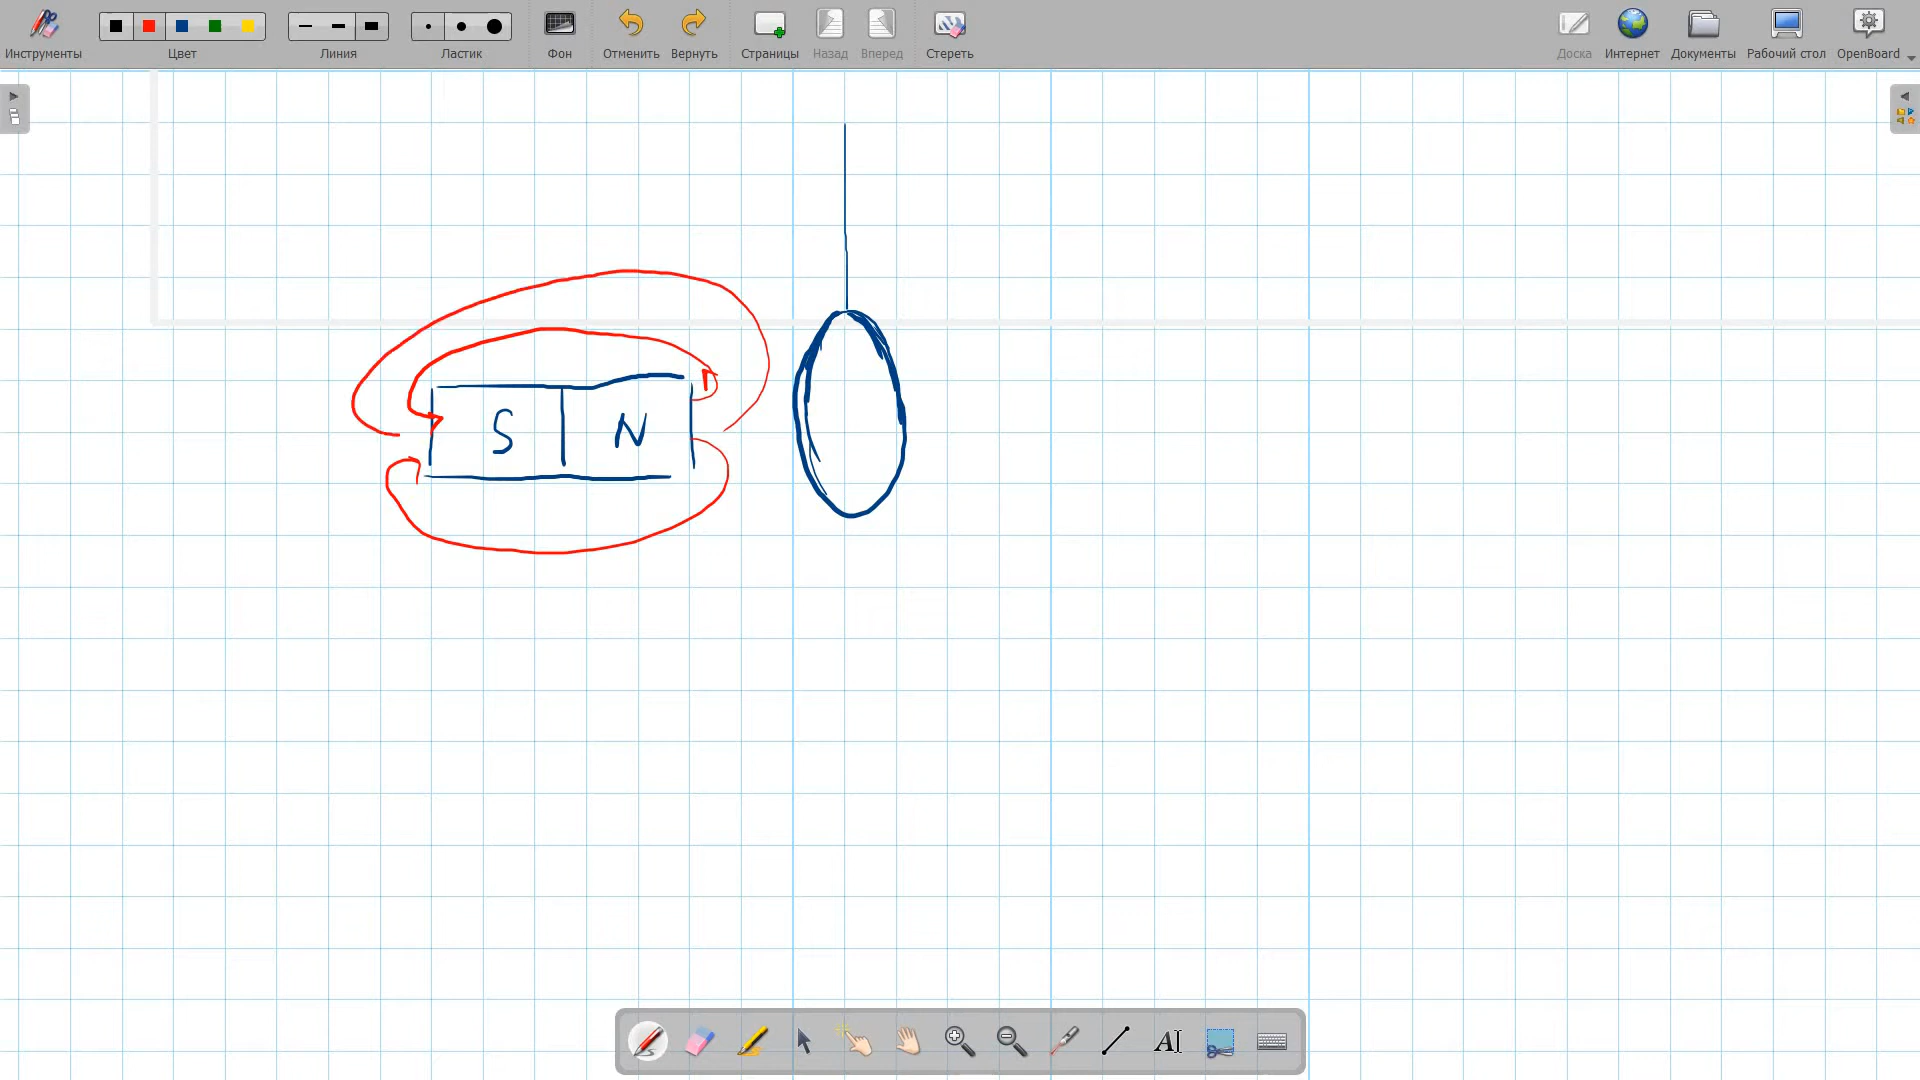 Инструменты Цвет Линия Ластик Фон Отменить Вернуть Страницы Назад Вперед Стереть Доска Интернет Документы Рабочий стол OpenBoard
S N
A